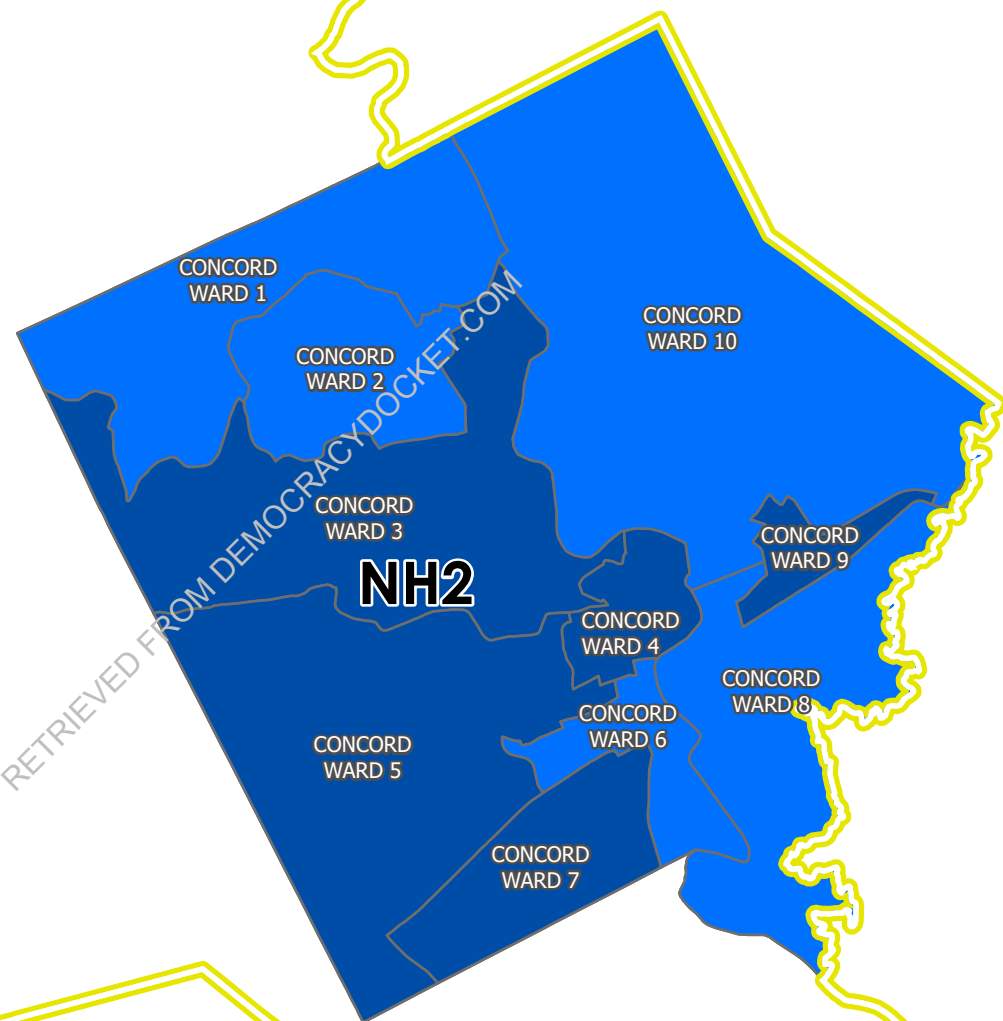 CONCORD
WARD 1
CONCORD
WARD 10
CONCORD
WARD 2
CONCORD
WARD 3
CONCORD
WARD 9
NH2
CONCORD
WARD 4
CONCORD
WARD 8
CONCORD
WARD 6
CONCORD
WARD 5
CONCORD
WARD 7
RETRIEVED FROM DEMOCRACYDOCKET.COM